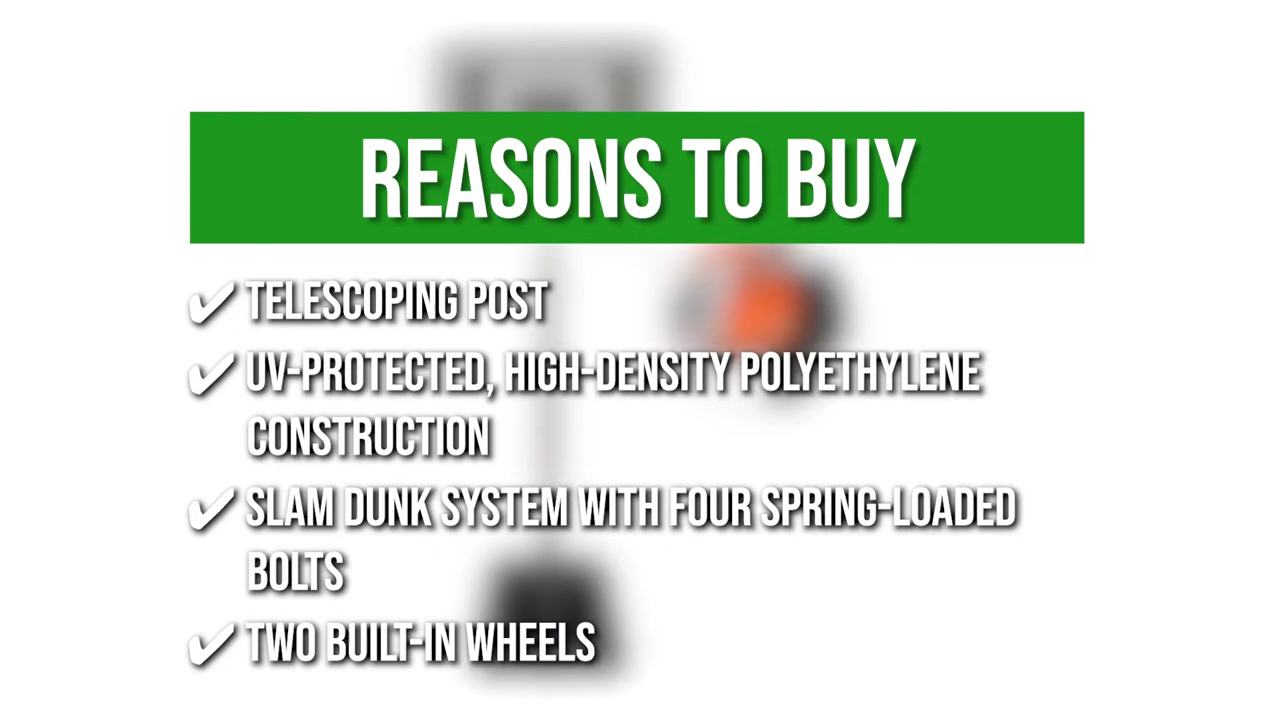 REASONS TO BUY
✔ TELESCOPING POST
✔ UV-PROTECTED, HIGH-DENSITY POLYETHYLENE
CONSTRUCTION
✔ SLAM DUNK SYSTEM WITH FOUR SPRING-LOADED
BOLTS
✔ TWO BUILT-IN WHEELS